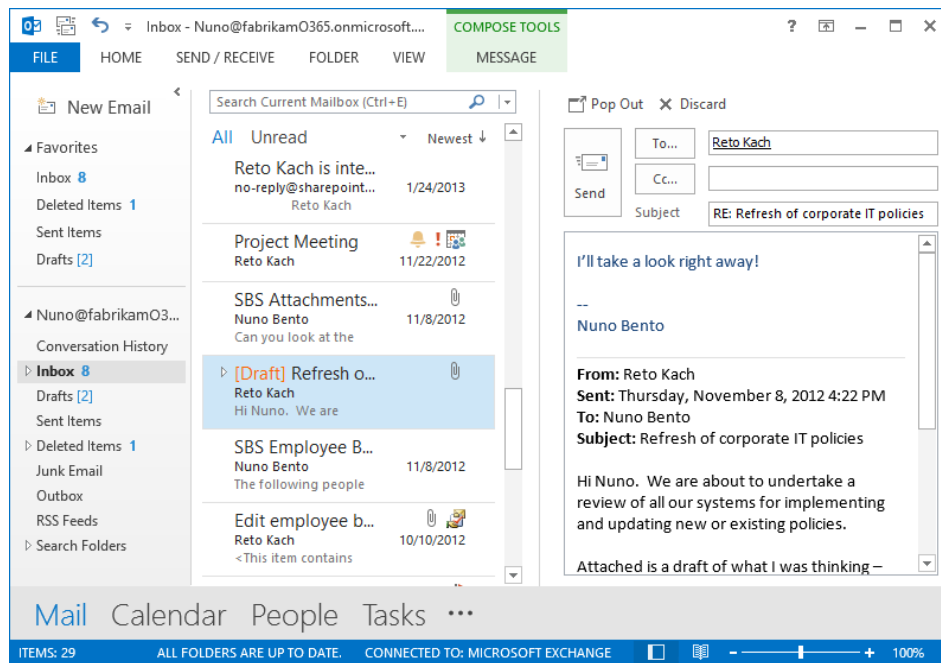 Inbox - Nuno@fabrikamO365.onmicrosoft....
COMPOSE TOOLS
?
FILE HOME SEND / RECEIVE FOLDER VIEW MESSAGE
New Email
Favorites
Inbox 8
Deleted Items 1
Sent Items
Drafts [2]
Nuno@fabrikamO3...
Conversation History
Inbox 8
Drafts [2]
Sent Items
Deleted Items 1
Junk Email
Outbox
RSS Feeds
Search Folders
Search Current Mailbox (Ctrl+E)
All Unread Newest ↓
Reto Kach is inte...
no-reply@sharepoint... 1/24/2013
Reto Kach
Project Meeting
Reto Kach 11/22/2012
SBS Attachments...
Nuno Bento 11/8/2012
Can you look at the
[Draft] Refresh o...
Reto Kach
Hi Nuno.  We are
SBS Employee B...
Nuno Bento 11/8/2012
The following people
Edit employee b...
Reto Kach 10/10/2012
<This item contains
Pop Out Discard
Send
To... Reto Kach
Cc...
Subject RE: Refresh of corporate IT policies
I'll take a look right away!
--
Nuno Bento
From: Reto Kach
Sent: Thursday, November 8, 2012 4:22 PM
To: Nuno Bento
Subject: Refresh of corporate IT policies
Hi Nuno.  We are about to undertake a
review of all our systems for implementing
and updating new or existing policies.
Attached is a draft of what I was thinking –
Mail Calendar People Tasks •••
ITEMS: 29 ALL FOLDERS ARE UP TO DATE. CONNECTED TO: MICROSOFT EXCHANGE 100%